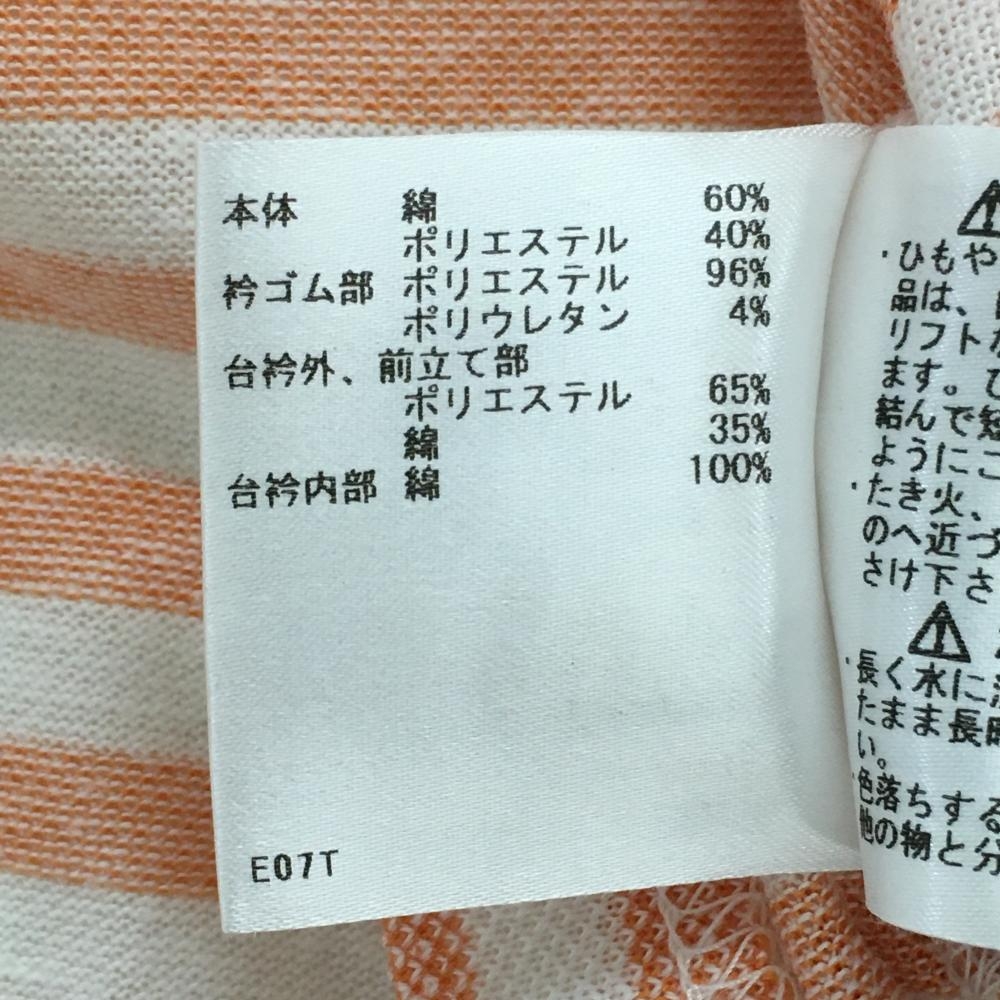 本体 綿 60%
ポリエステル 40%
衿ゴム部 ポリエステル 96%
ポリウレタン 4%
台衿外、前立て部
ポリエステル 65%
綿 35%
台衿内部 綿 100%
E07T
・ひもや
品は、
リフト
ます。
結んで短
ように
・たき火、
のへ近づ
さけ下さ
・長く水に
たまま長時
い。
・色落ちする
他の物と分